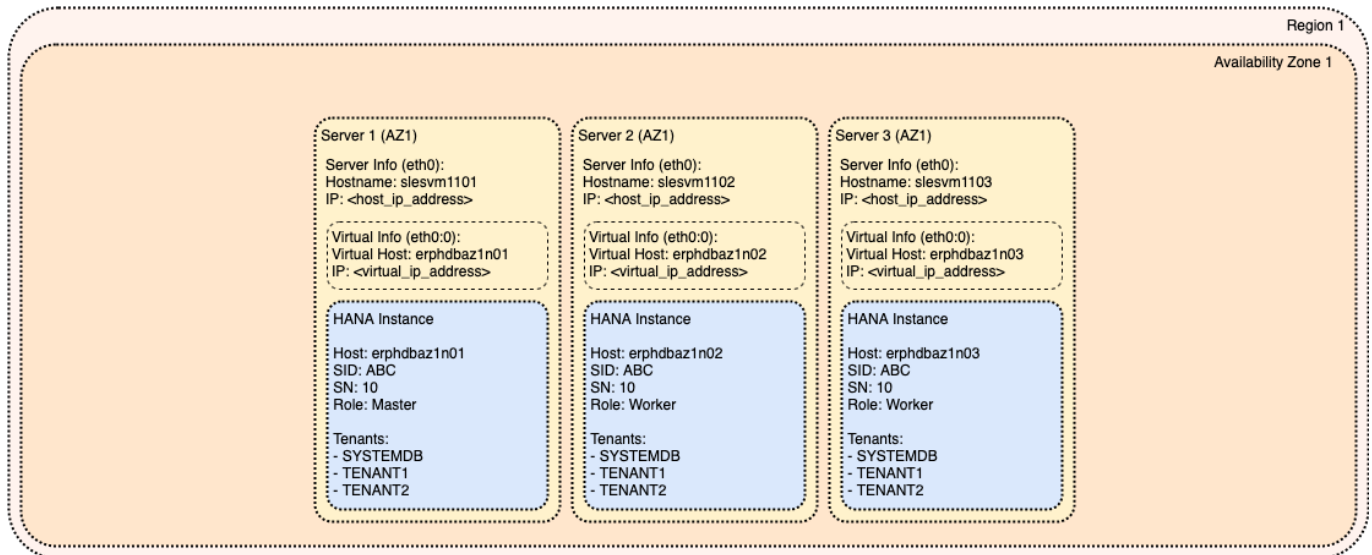 Region 1
Availability Zone 1
Server 1 (AZ1)
Server Info (eth0):
Hostname: slesvm1101
IP: <host_ip_address>
Virtual Info (eth0:0):
Virtual Host: erphdbaz1n01
IP: <virtual_ip_address>
HANA Instance
Host: erphdbaz1n01
SID: ABC
SN: 10
Role: Master
Tenants:
- SYSTEMDB
- TENANT1
- TENANT2
Server 2 (AZ1)
Server Info (eth0):
Hostname: slesvm1102
IP: <host_ip_address>
Virtual Info (eth0:0):
Virtual Host: erphdbaz1n02
IP: <virtual_ip_address>
HANA Instance
Host: erphdbaz1n02
SID: ABC
SN: 10
Role: Worker
Tenants:
- SYSTEMDB
- TENANT1
- TENANT2
Server 3 (AZ1)
Server Info (eth0):
Hostname: slesvm1103
IP: <host_ip_address>
Virtual Info (eth0:0):
Virtual Host: erphdbaz1n03
IP: <virtual_ip_address>
HANA Instance
Host: erphdbaz1n03
SID: ABC
SN: 10
Role: Worker
Tenants:
- SYSTEMDB
- TENANT1
- TENANT2